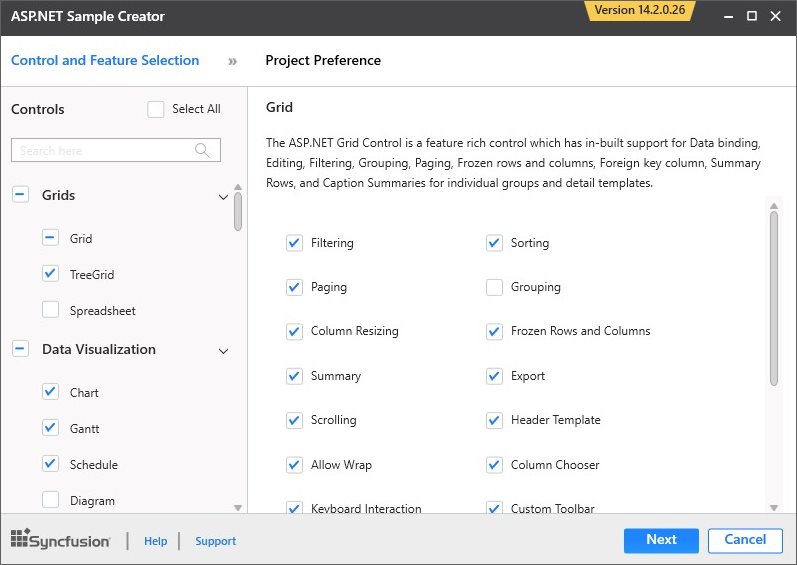 ASP.NET Sample Creator
Version 14.2.0.26
Control and Feature Selection » Project Preference
Controls
Select All
Search here
Grids
Grid
TreeGrid
Spreadsheet
Data Visualization
Chart
Gantt
Schedule
Diagram
Grid
The ASP.NET Grid Control is a feature rich control which has in-built support for Data binding,
Editing, Filtering, Grouping, Paging, Frozen rows and columns, Foreign key column, Summary
Rows, and Caption Summaries for individual groups and detail templates.
Filtering
Sorting
Paging
Grouping
Column Resizing
Frozen Rows and Columns
Summary
Export
Scrolling
Header Template
Allow Wrap
Column Chooser
Keyboard Interaction
Custom Toolbar
Syncfusion
Help
Support
Next
Cancel